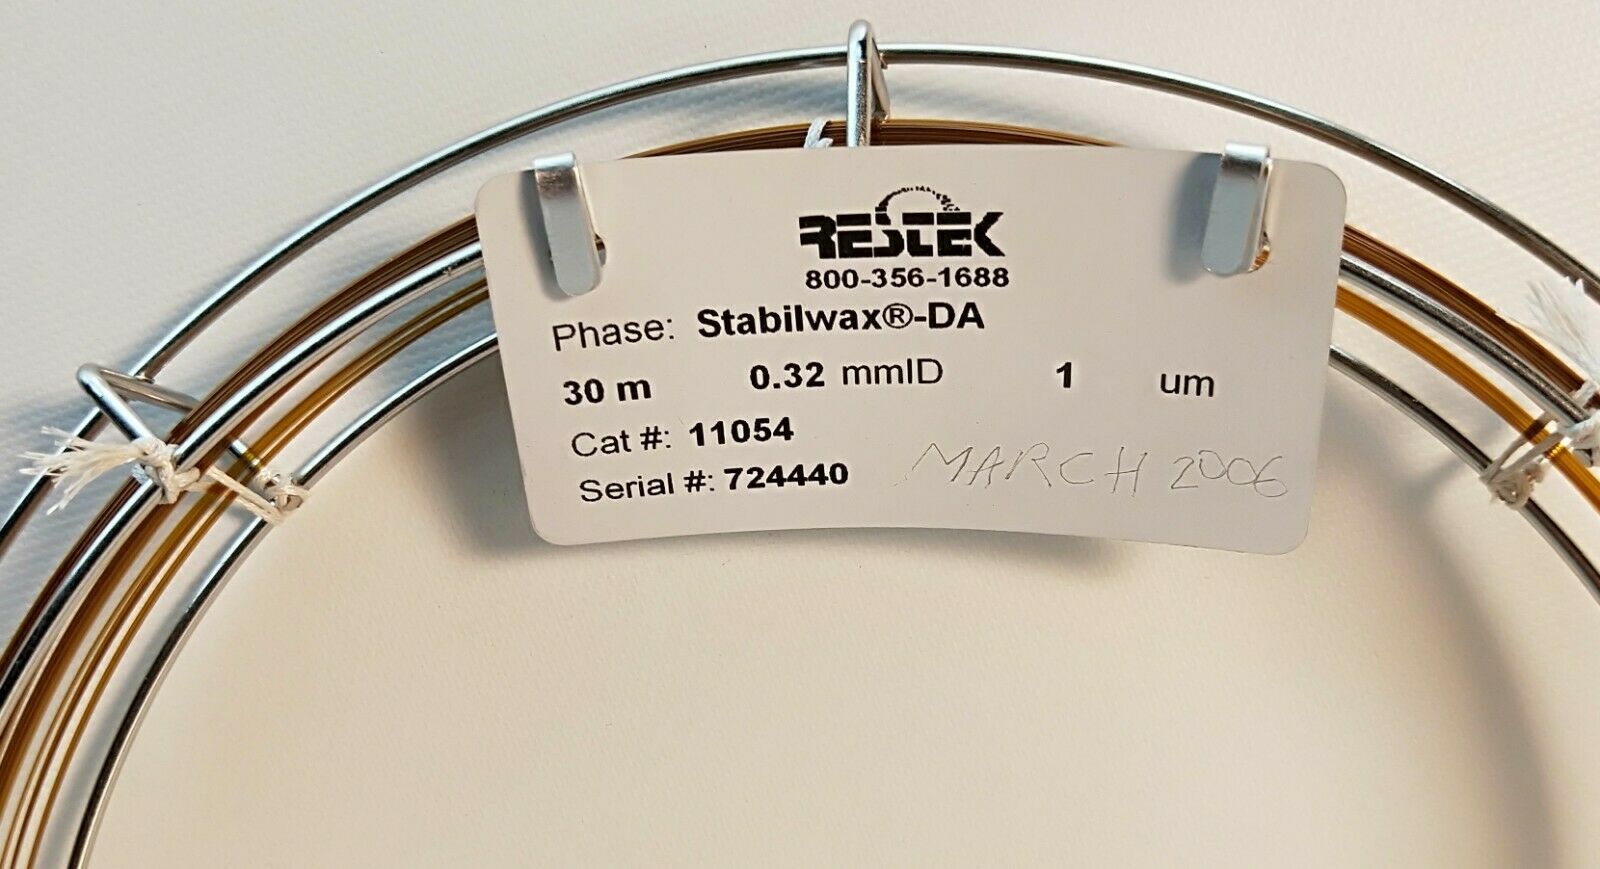 RESTEK
800-356-1688
Phase: Stabilwax®-DA
30 m 0.32 mmID 1 um
Cat #: 11054
Serial #: 724440 MARCH 2006